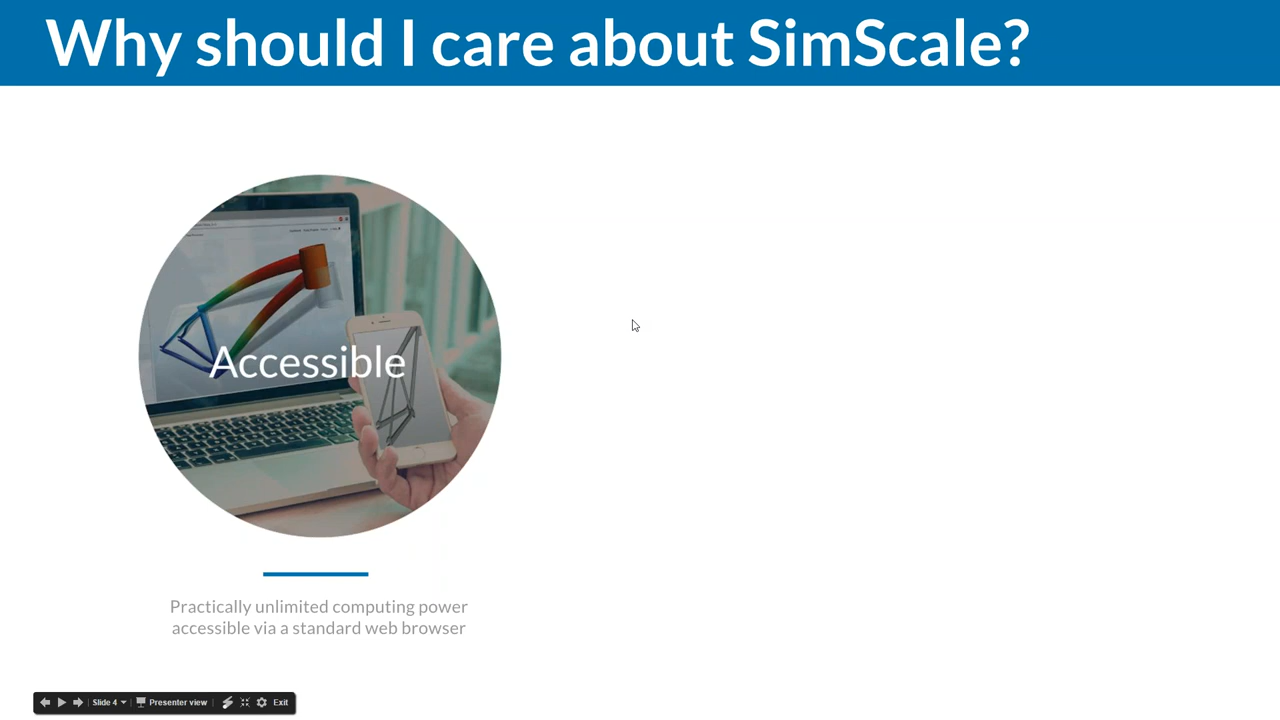 Why should I care about SimScale?
Accessible
Practically unlimited computing power
accessible via a standard web browser
Slide 4
Presenter view
Exit